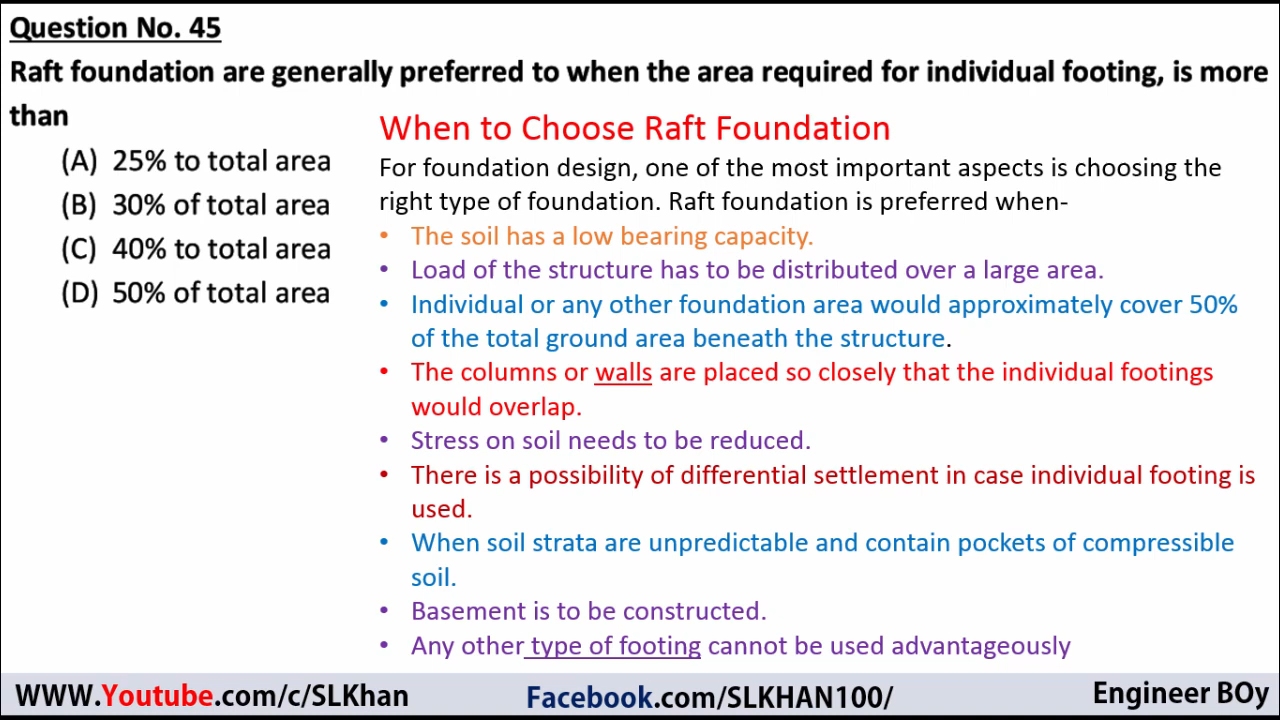 Question No. 45
Raft foundation are generally preferred to when the area required for individual footing, is more
than
(A) 25% to total area
(B) 30% of total area
(C) 40% to total area
(D) 50% of total area
When to Choose Raft Foundation
For foundation design, one of the most important aspects is choosing the
right type of foundation. Raft foundation is preferred when-
• The soil has a low bearing capacity.
• Load of the structure has to be distributed over a large area.
• Individual or any other foundation area would approximately cover 50%
of the total ground area beneath the structure.
• The columns or walls are placed so closely that the individual footings
would overlap.
• Stress on soil needs to be reduced.
• There is a possibility of differential settlement in case individual footing is
used.
• When soil strata are unpredictable and contain pockets of compressible
soil.
• Basement is to be constructed.
• Any other type of footing cannot be used advantageously
WWW.Youtube.com/c/SLKhan
Facebook.com/SLKHAN100/
Engineer BOy